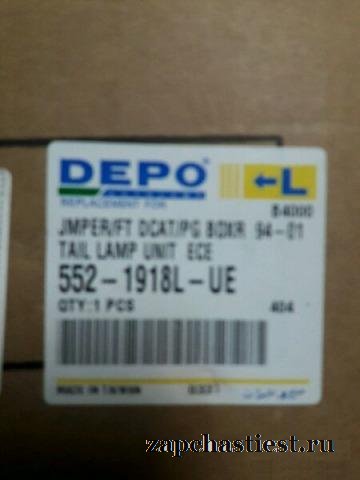 DEPO
REPLACEMENT FOR
←L
B4000
JMPER/FT DCAT/PG BOXR 94-01
TAIL LAMP UNIT ECE
552-1918L-UE
QTY:1 PCS
404
MADE IN TAIWAN
zapchastiest.ru